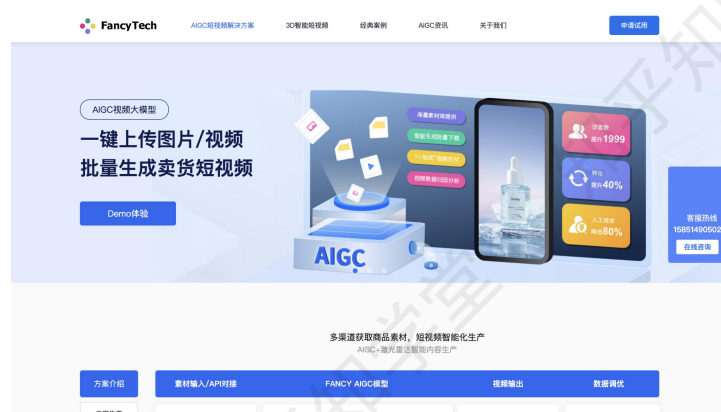 FancyTech
AIGC短视频解决方案
3D智能短视频
经典案例
AIGC资讯
关于我们
申请试用
AIGC视频大模型
一键上传图片/视频
批量生成卖货短视频
Demo体验
海量素材库提供
智能生成批量下载
"一站式"视频交付
视频数据归因分析
访客数
提升1999
转化
提升40%
人工成本
降低80%
AIGC
客服热线
15851490502
在线咨询
多渠道获取商品素材，短视频智能化生产
AIGC+激光雷达智能内容生产
方案介绍
素材输入/API对接
FANCY AIGC模型
视频输出
数据调优